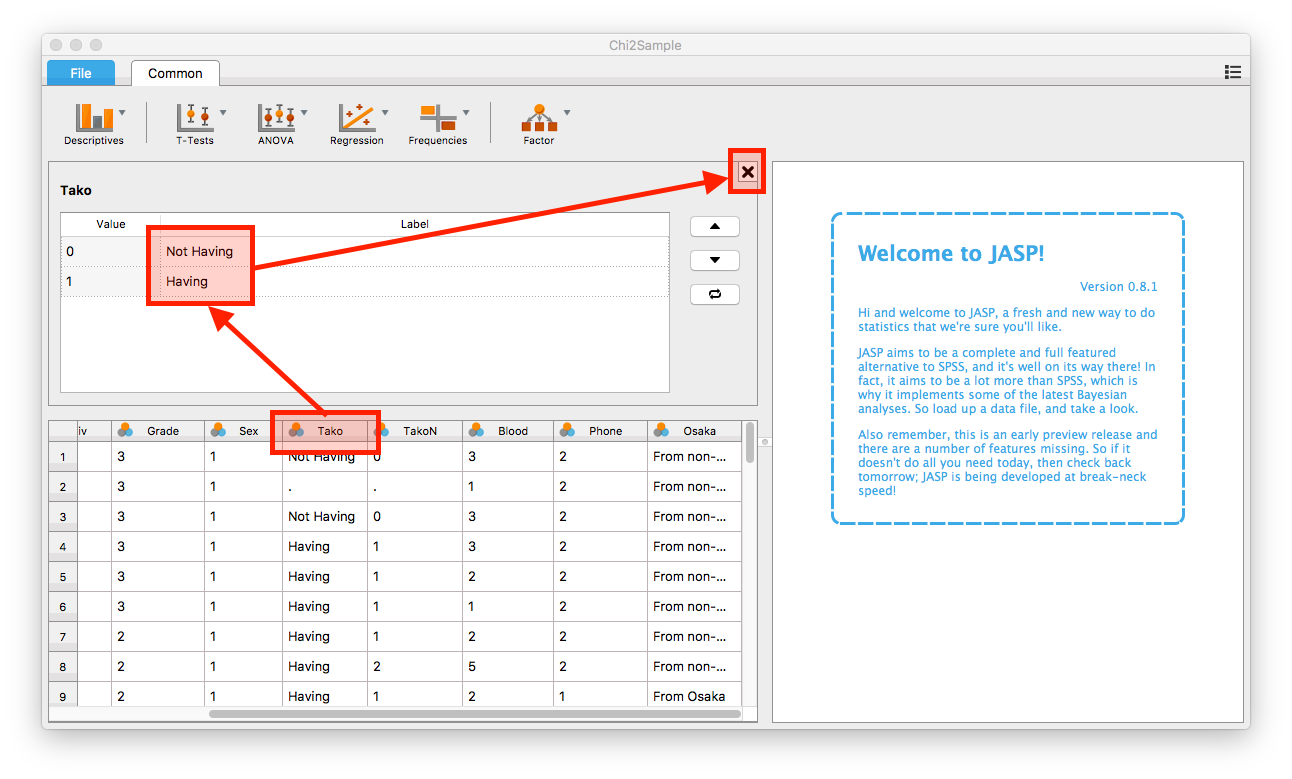 Chi2Sample
File Common
Descriptives T-Tests ANOVA Regression Frequencies Factor
Tako
Value Label
0 Not Having
1 Having
iv Grade Sex Tako TakoN Blood Phone Osaka
1 3 1 Not Having 0 3 2 From non-...
2 3 1 . . 1 2 From non-...
3 3 1 Not Having 0 3 2 From non-...
4 3 1 Having 1 3 2 From non-...
5 3 1 Having 1 2 2 From non-...
6 3 1 Having 1 1 2 From non-...
7 2 1 Having 1 2 2 From non-...
8 2 1 Having 2 5 2 From non-...
9 2 1 Having 1 2 1 From Osaka
Welcome to JASP!
Version 0.8.1
Hi and welcome to JASP, a fresh and new way to do
statistics that we're sure you'll like.
JASP aims to be a complete and full featured
alternative to SPSS, and it's well on its way there! In
fact, it aims to be a lot more than SPSS, which is
why it implements some of the latest Bayesian
analyses. So load up a data file, and take a look.
Also remember, this is an early preview release and
there are a number of features missing. So if it
doesn't do all you need today, then check back
tomorrow; JASP is being developed at break-neck
speed!